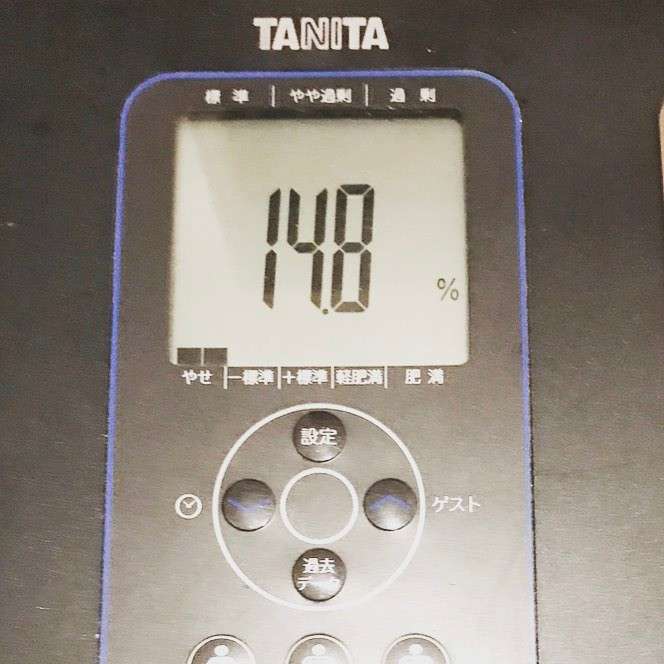 TANITA
標準 | やや過剰 | 過剰
14.8
%
やせ | －標準 | ＋標準 | 軽肥満 | 肥満
設定
ゲスト
過去
データ